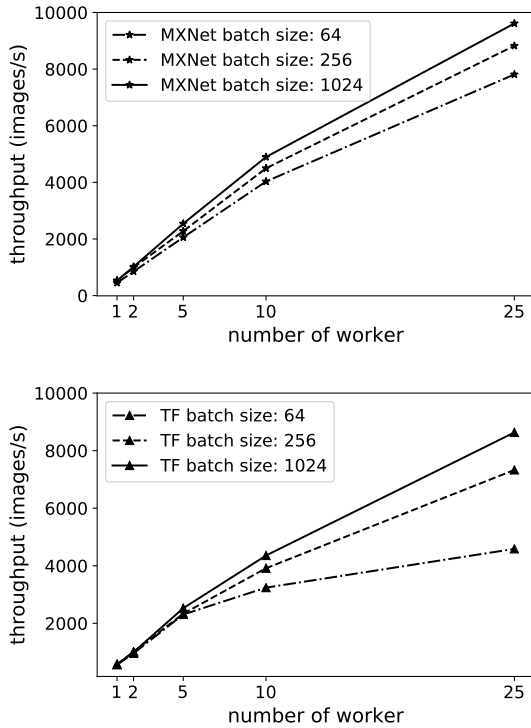 10000
8000
6000
4000
2000
0
throughput (images/s)
MXNet batch size: 64
MXNet batch size: 256
MXNet batch size: 1024
1 2 5 10 25
number of worker
10000
8000
6000
4000
2000
throughput (images/s)
TF batch size: 64
TF batch size: 256
TF batch size: 1024
1 2 5 10 25
number of worker